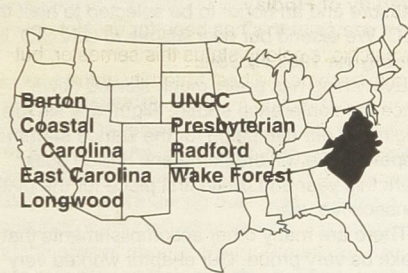 Barton
Coastal
Carolina
East Carolina
Longwood
UNCC
Presbyterian
Radford
Wake Forest